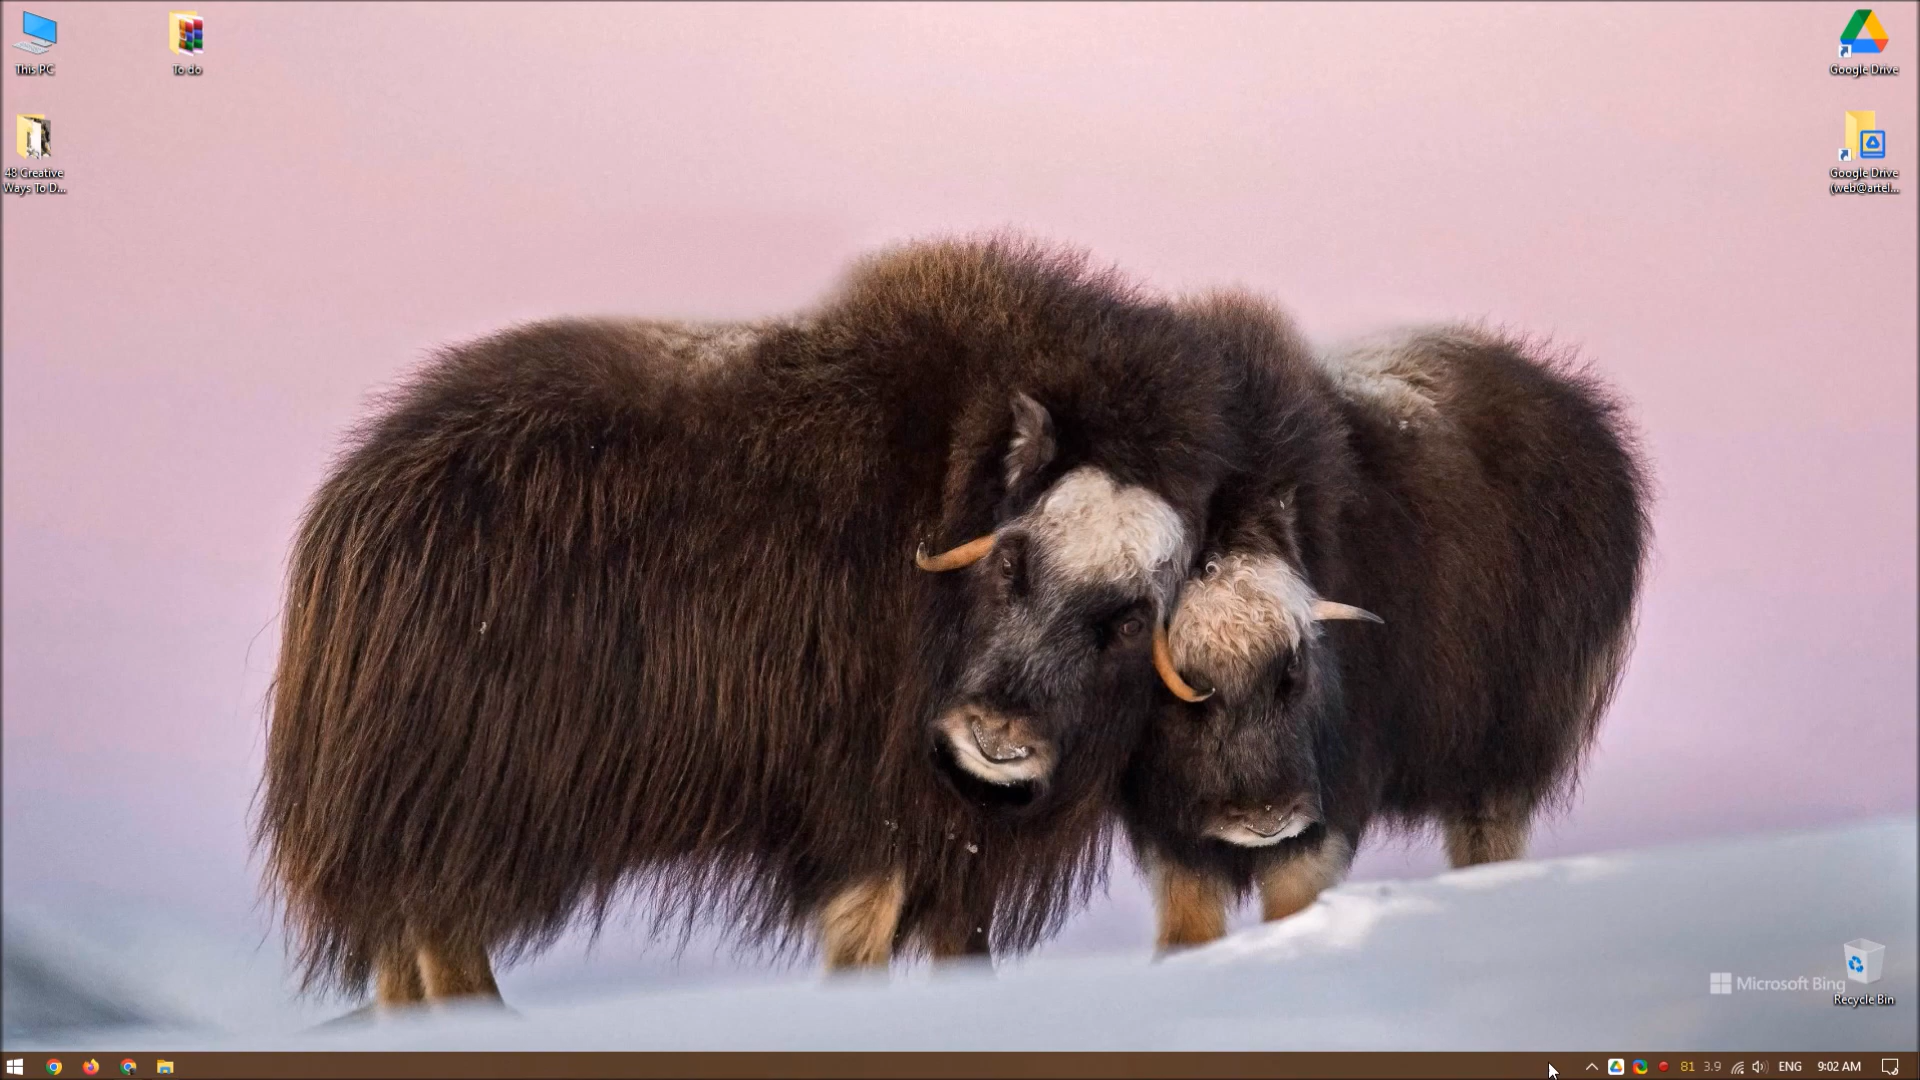 This PC
To do
Google Drive
48 Creative
Ways To D...
Google Drive
(web@artel...
Microsoft Bing
Recycle Bin
81 3.9 ENG 9:02 AM